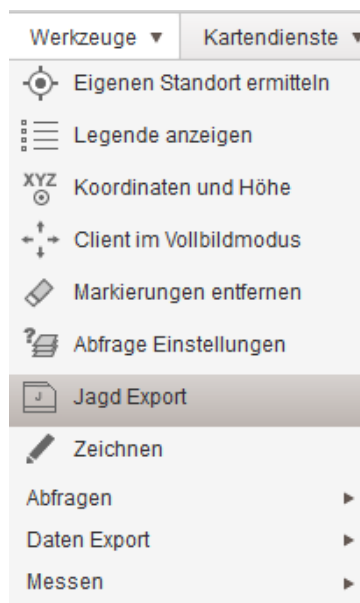 Werkzeuge ▼ Kartendienste ▼
Eigenen Standort ermitteln
Legende anzeigen
XYZ Koordinaten und Höhe
Client im Vollbildmodus
Markierungen entfernen
? Abfrage Einstellungen
J Jagd Export
Zeichnen
Abfragen ►
Daten Export ►
Messen ►